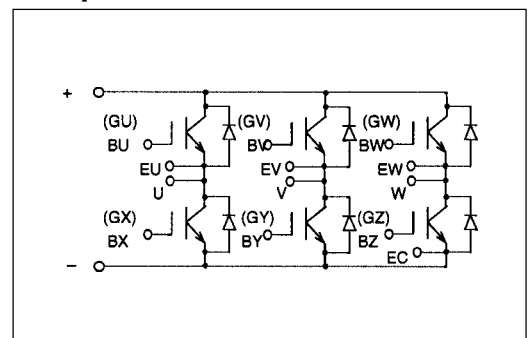 +
(GU) (GV) (GW)
BU BV BW
EU EV EW
U V W
(GX) (GY) (GZ)
BX BY BZ
EC
−